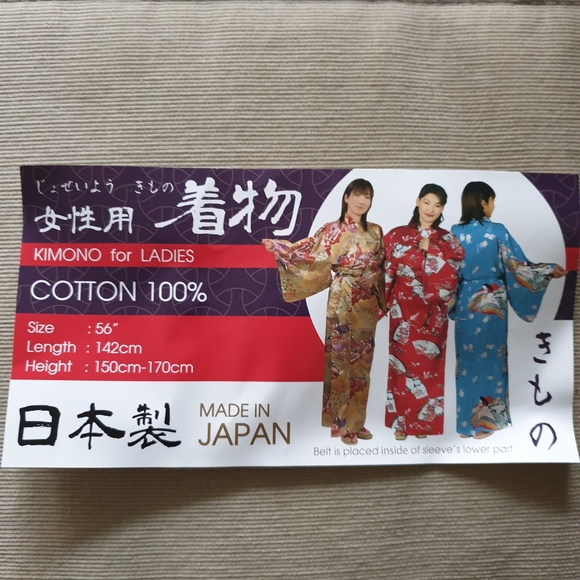 じょせいよう きもの
女性用 着物
KIMONO for LADIES
COTTON 100%
Size : 56"
Length : 142cm
Height : 150cm-170cm
日本製
MADE IN
JAPAN
きもの
Belt is placed inside of sleeve's lower part